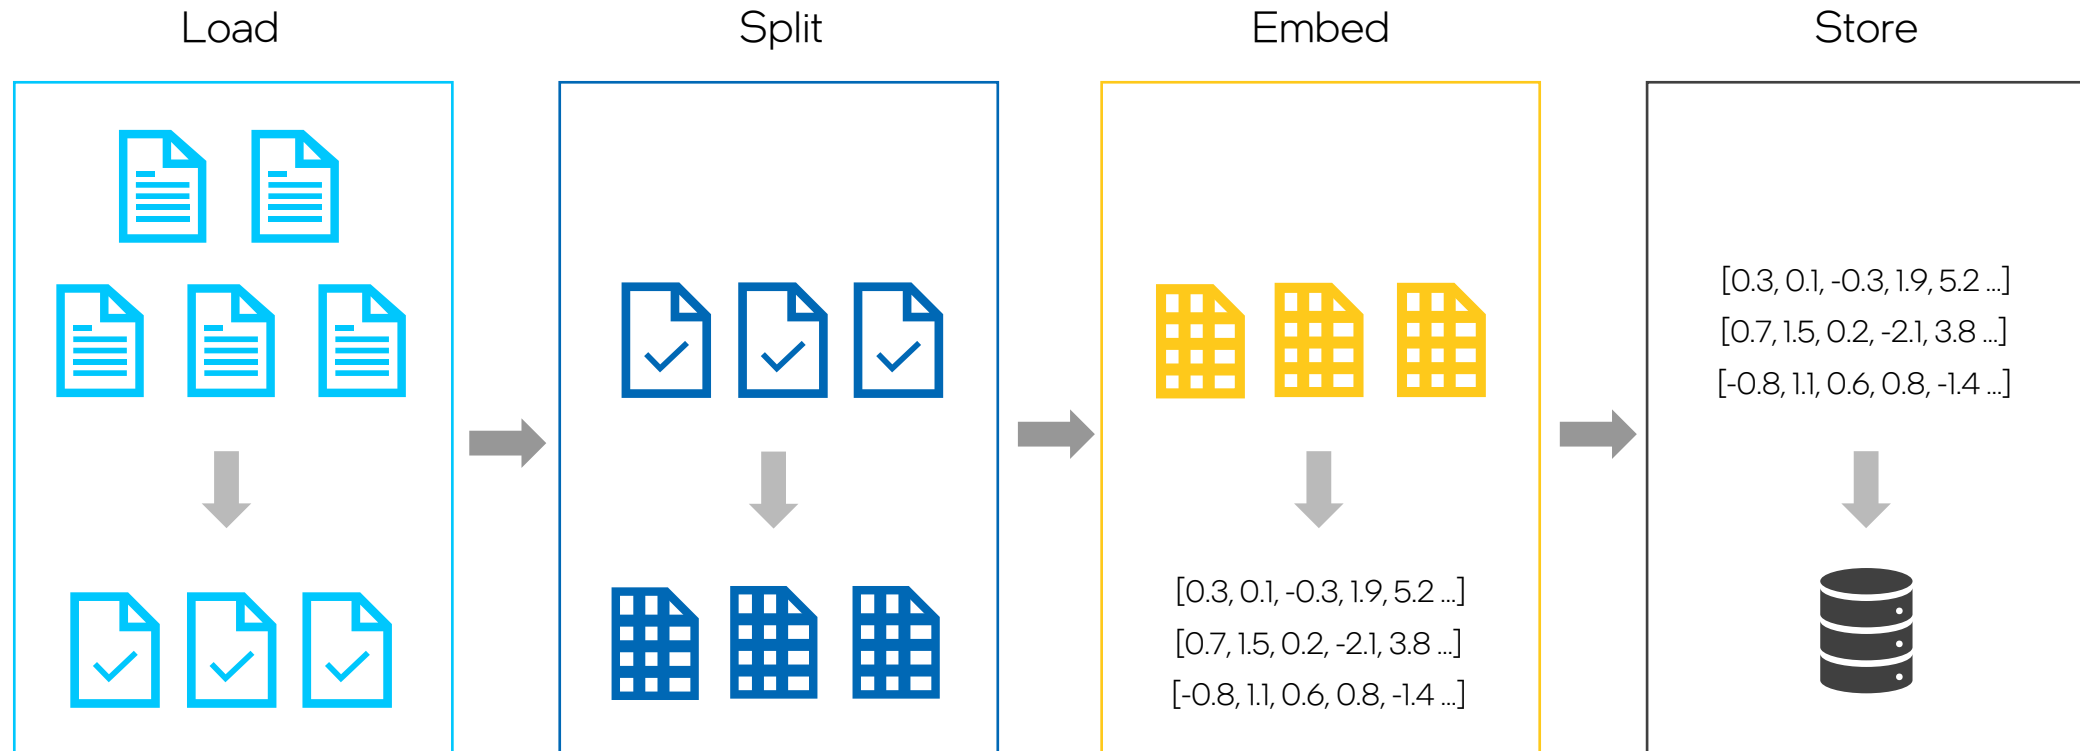 Load
Split
Embed
Store
[0.3, 0.1, -0.3, 1.9, 5.2 ...]
[0.7, 1.5, 0.2, -2.1, 3.8 ...]
[-0.8, 1.1, 0.6, 0.8, -1.4 ...]
[0.3, 0.1, -0.3, 1.9, 5.2 ...]
[0.7, 1.5, 0.2, -2.1, 3.8 ...]
[-0.8, 1.1, 0.6, 0.8, -1.4 ...]